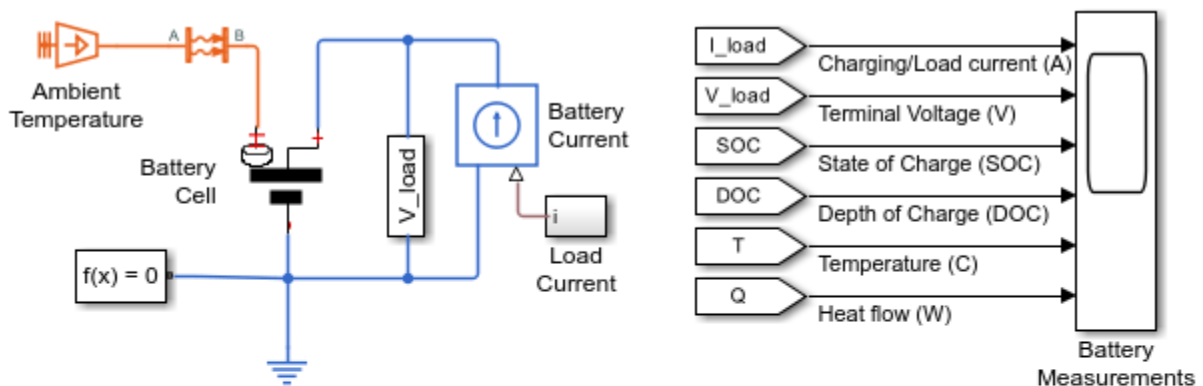 A
B
Ambient
Temperature
Battery
Cell
f(x) = 0
V_load
Battery
Current
i
Load
Current
I_load
Charging/Load current (A)
V_load
Terminal Voltage (V)
SOC
State of Charge (SOC)
DOC
Depth of Charge (DOC)
T
Temperature (C)
Q
Heat flow (W)
Battery
Measurements